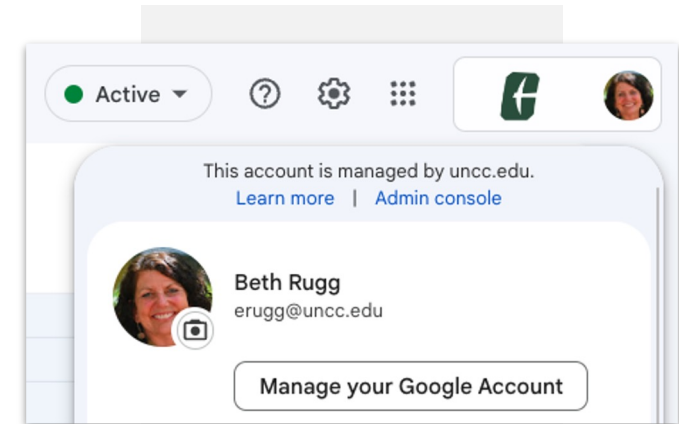 Active
This account is managed by uncc.edu.
Learn more | Admin console
Beth Rugg
erugg@uncc.edu
Manage your Google Account